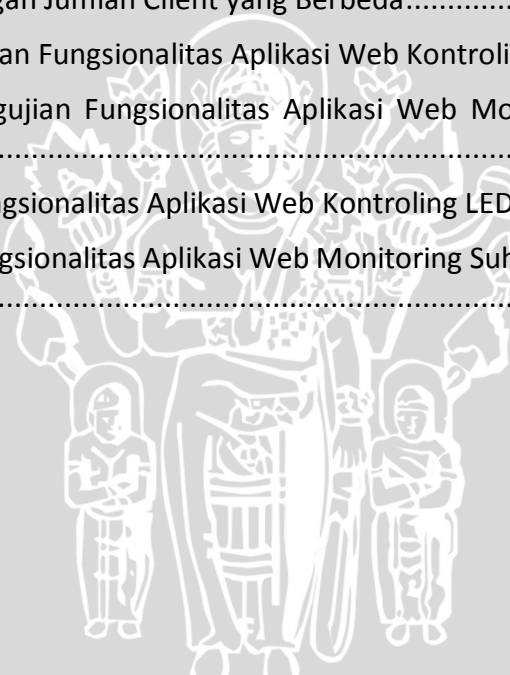 gan Jumlah Client yang Berbeda..............
an Fungsionalitas Aplikasi Web Kontroli
gujian Fungsionalitas Aplikasi Web Mo
..........................................................
ngsionalitas Aplikasi Web Kontroling LED
gsionalitas Aplikasi Web Monitoring Suh
..........................................................